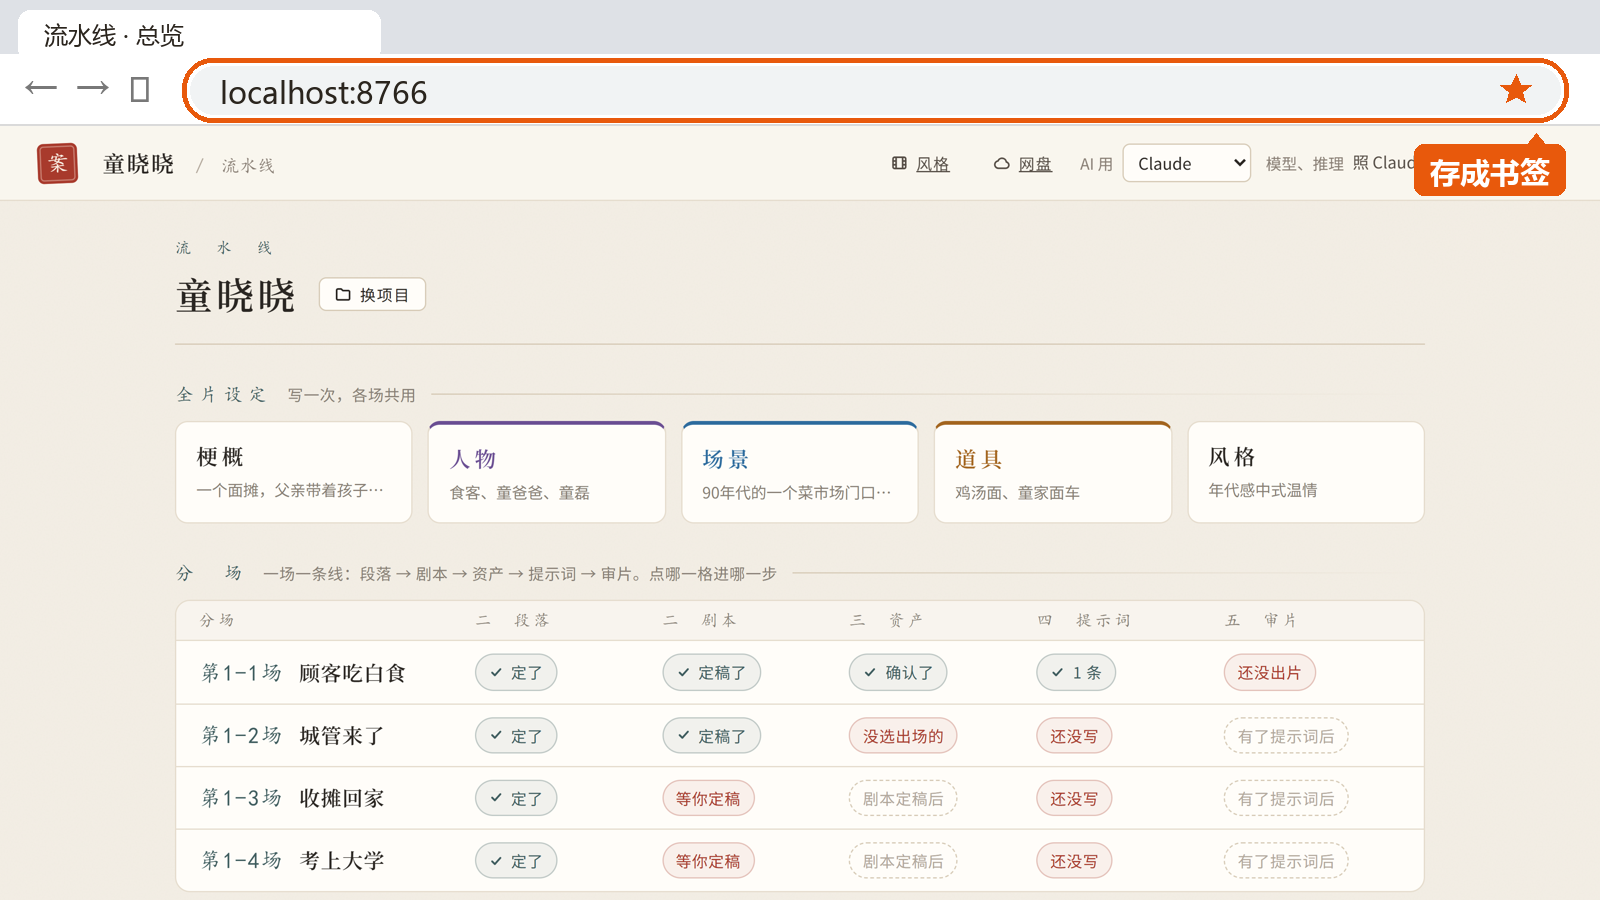 流水线 · 总览
localhost:8766
存成书签
案 童晓晓 / 流水线 风格 网盘 AI 用 Claude 模型、推理 照 Clauc
流 水 线
童晓晓 换项目
全片设定 写一次，各场共用
梗概 人物 场景 道具 风格
一个面摊，父亲带着孩子… 食客、童爸爸、童磊 90年代的一个菜市场门口… 鸡汤面、童家面车 年代感中式温情
分 场 一场一条线：段落 → 剧本 → 资产 → 提示词 → 审片。点哪一格进哪一步
分场 二 段落 二 剧本 三 资产 四 提示词 五 审片
第1-1场 顾客吃白食 ✓ 定了 ✓ 定稿了 ✓ 确认了 ✓ 1 条 还没出片
第1-2场 城管来了 ✓ 定了 ✓ 定稿了 没选出场的 还没写 有了提示词后
第1-3场 收摊回家 ✓ 定了 等你定稿 剧本定稿后 还没写 有了提示词后
第1-4场 考上大学 ✓ 定了 等你定稿 剧本定稿后 还没写 有了提示词后